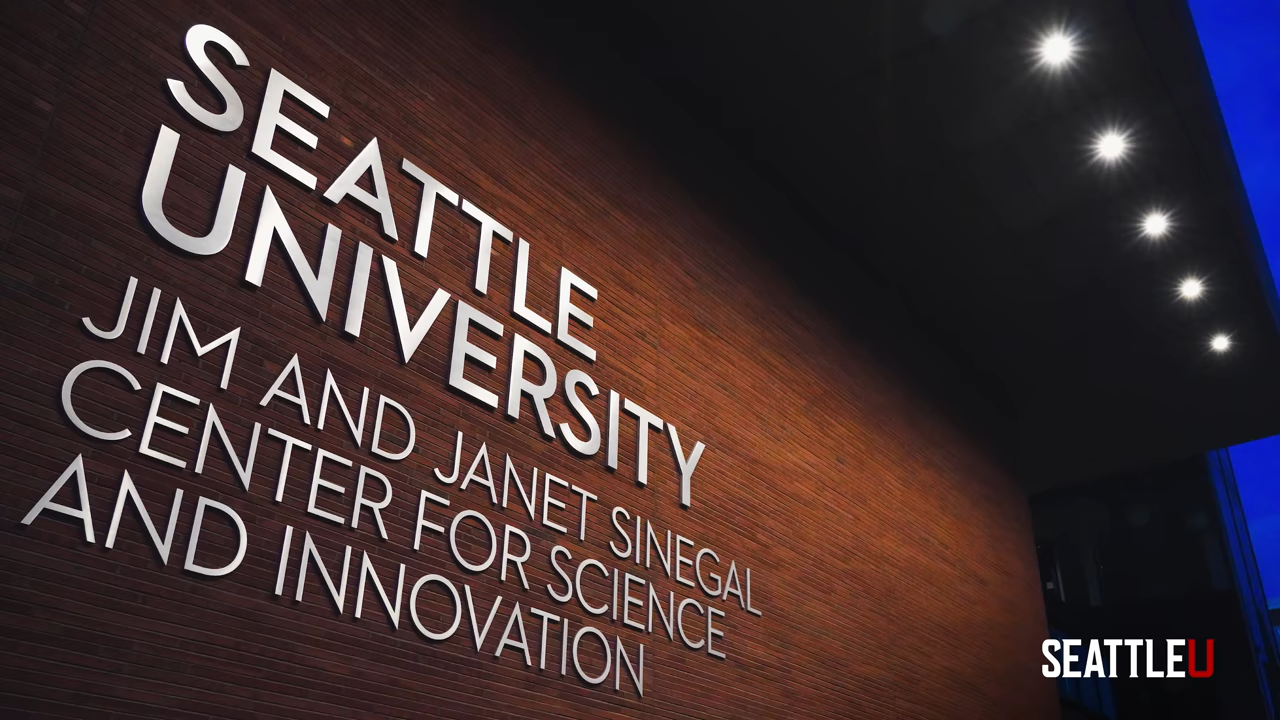 SEATTLE
UNIVERSITY
JIM AND JANET SINEGAL
CENTER FOR SCIENCE
AND INNOVATION
SEATTLEU